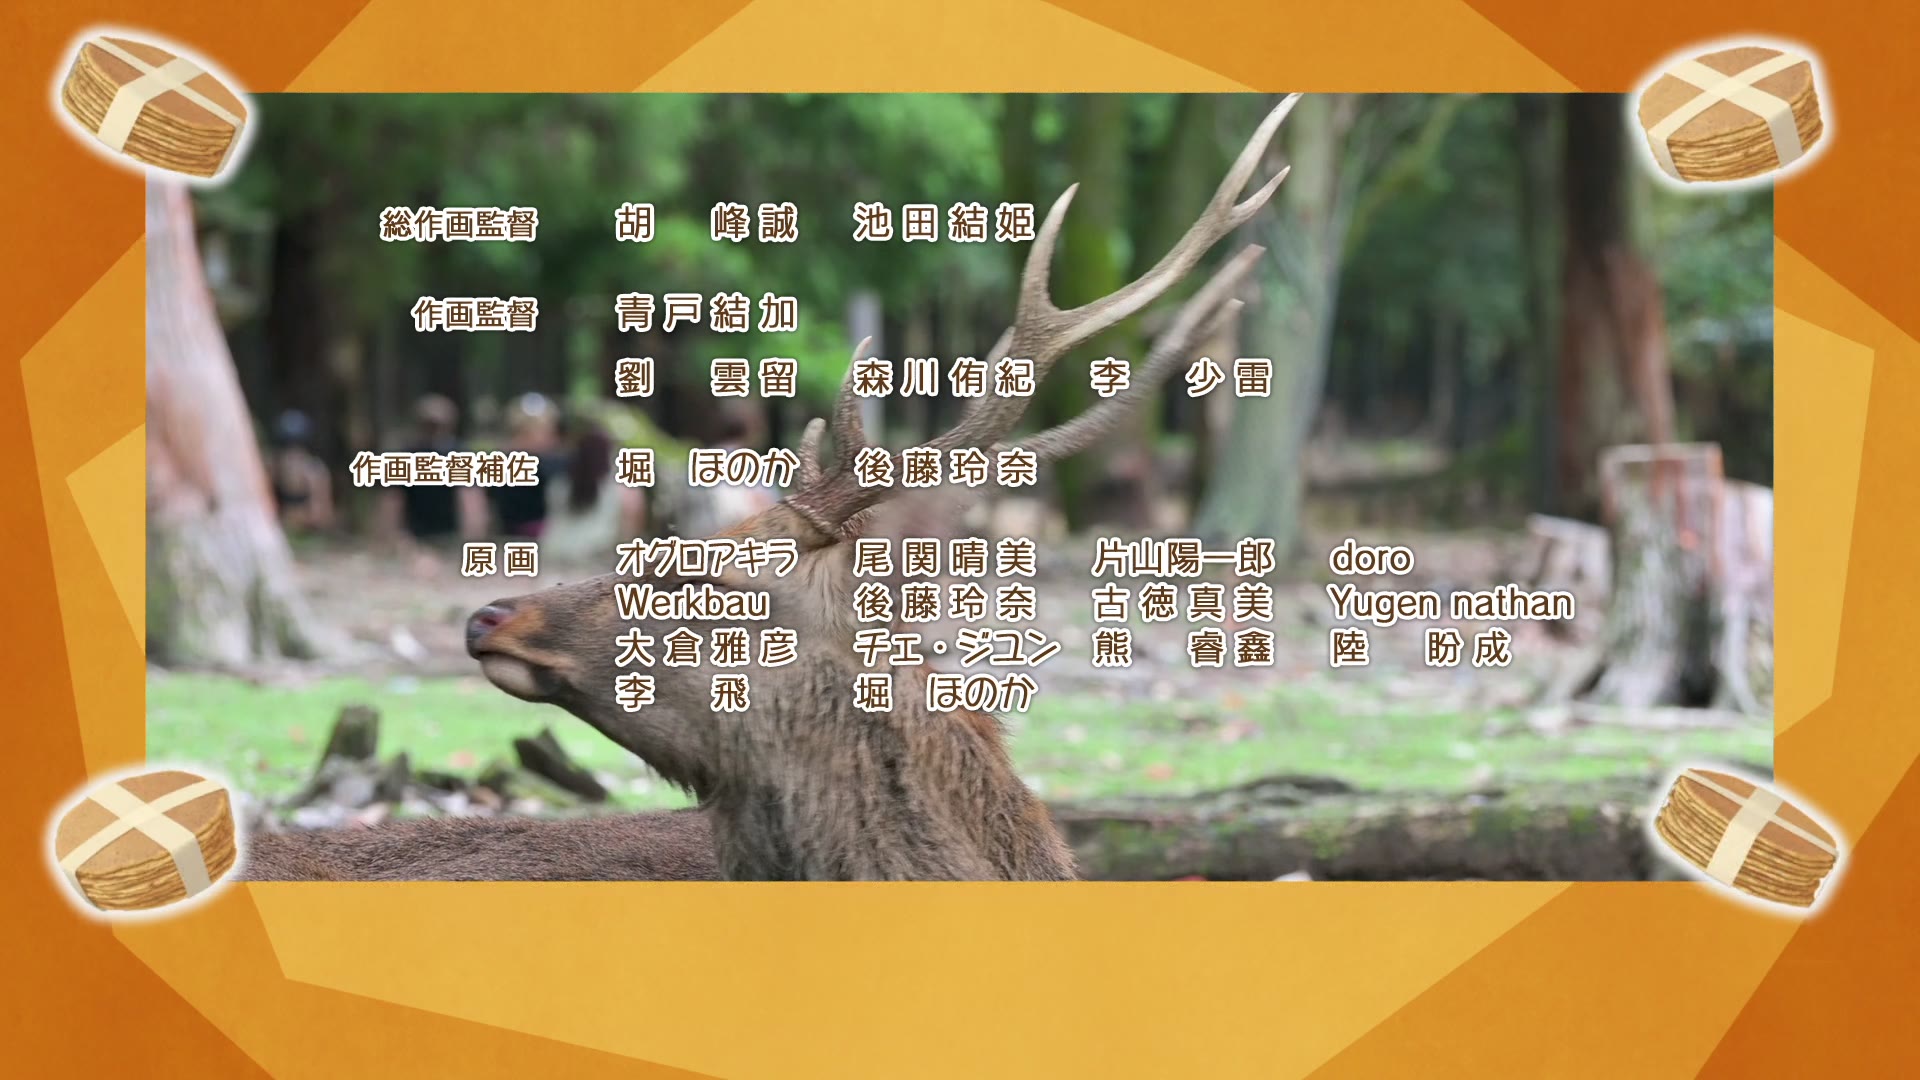 総作画監督 胡 峰誠 池田結姫
作画監督 青戸結加
劉 雲留 森川侑紀 李 少雷
作画監督補佐 堀 ほのか 後藤玲奈
原画 オグロアキラ 尾関晴美 片山陽一郎 doro
Werkbau 後藤玲奈 古徳真美 Yugen nathan
大倉雅彦 チェ・ジユン 熊 睿鑫 陸 盼成
李 飛 堀 ほのか